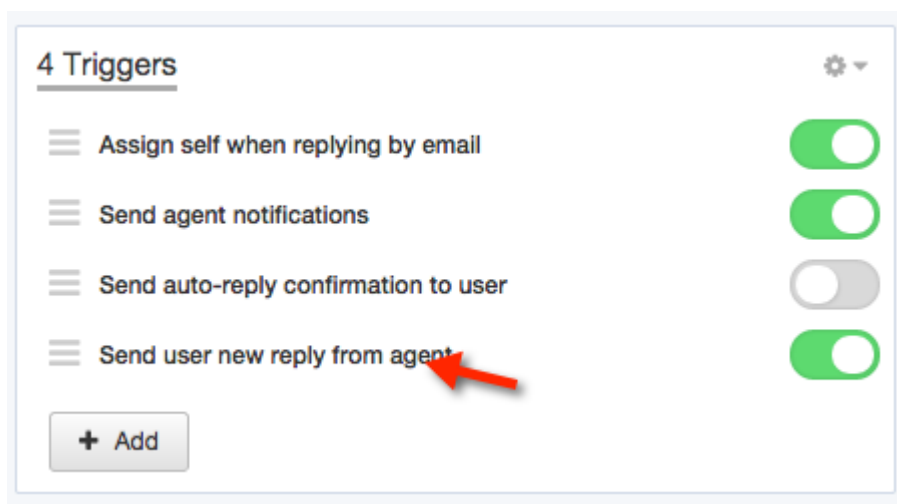 4 Triggers
Assign self when replying by email
Send agent notifications
Send auto-reply confirmation to user
Send user new reply from agent
+ Add